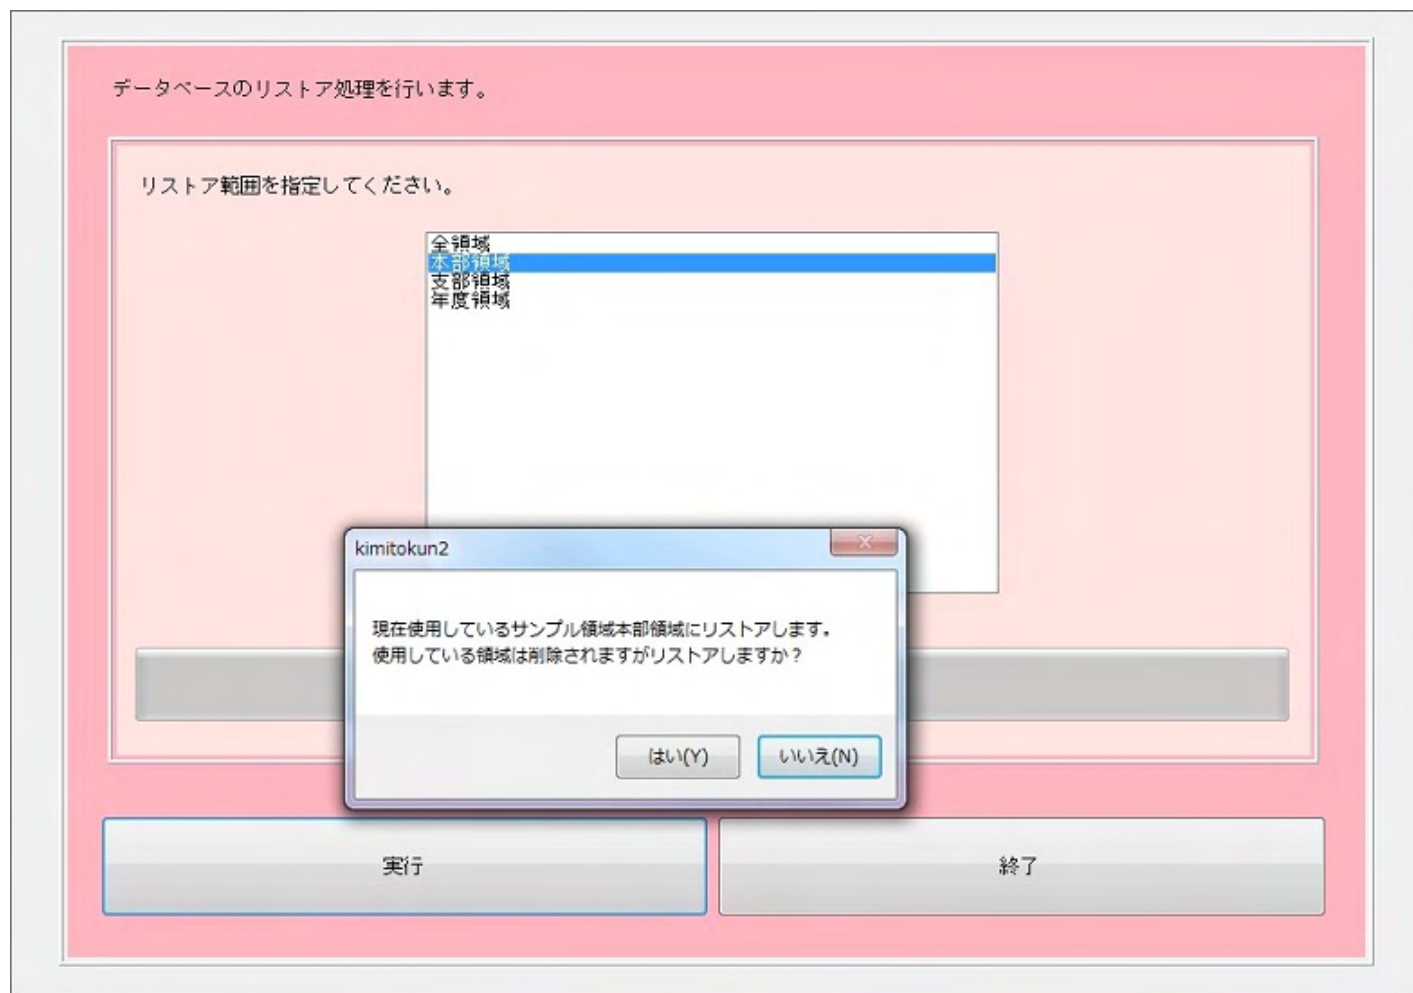 データベースのリストア処理を行います。
リストア範囲を指定してください。
全領域
本部領域
支部領域
年度領域
kimitokun2
現在使用しているサンプル領域本部領域にリストアします。
使用している領域は削除されますがリストアしますか？
はい(Y)
いいえ(N)
実行
終了